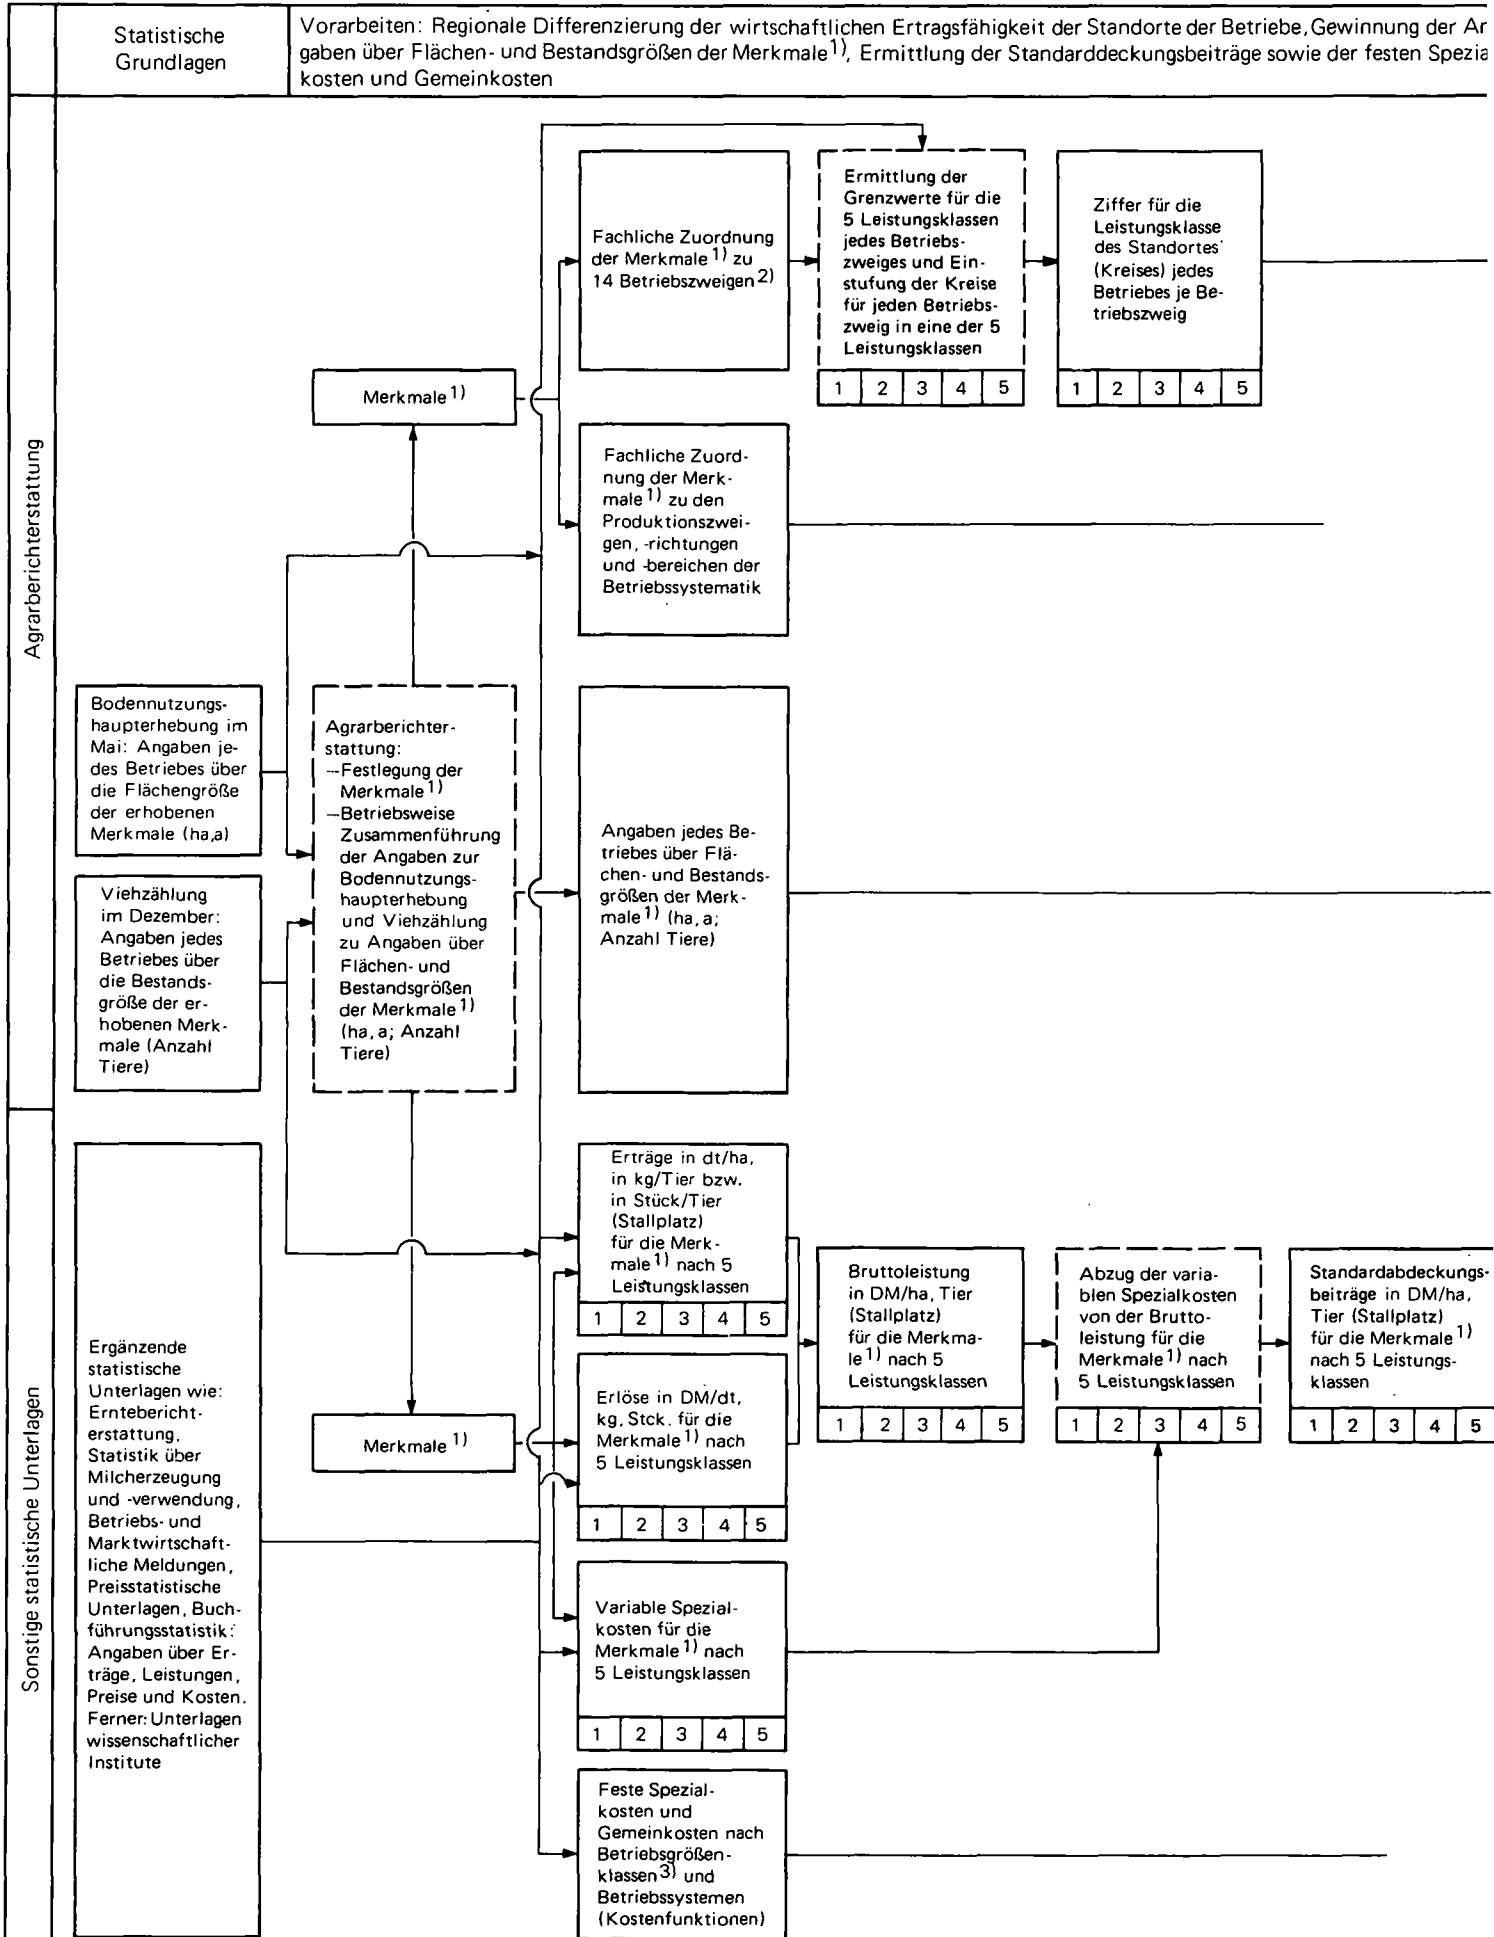 Statistische
Grundlagen
Vorarbeiten: Regionale Differenzierung der wirtschaftlichen Ertragsfähigkeit der Standorte der Betriebe, Gewinnung der An
gaben über Flächen- und Bestandsgrößen der Merkmale 1), Ermittlung der Standarddeckungsbeiträge sowie der festen Spezia
kosten und Gemeinkosten
Agrarberichterstattung
Fachliche Zuordnung
der Merkmale 1) zu
14 Betriebszweigen 2)
Ermittlung der
Grenzwerte für die
5 Leistungsklassen
jedes Betriebs-
zweiges und Ein-
stufung der Kreise
für jeden Betriebs-
zweig in eine der 5
Leistungsklassen
1 2 3 4 5
Ziffer für die
Leistungsklasse
des Standortes
(Kreises) jedes
Betriebes je Be-
triebszweig
1 2 3 4 5
Merkmale 1)
Fachliche Zuord-
nung der Merk-
male 1) zu den
Produktionszwei-
gen, -richtungen
und -bereichen der
Betriebssystematik
Bodennutzungs-
haupterhebung im
Mai: Angaben je-
des Betriebes über
die Flächengröße
der erhobenen
Merkmale (ha,a)
Viehzählung
im Dezember:
Angaben jedes
Betriebes über
die Bestands-
größe der er-
hobenen Merk-
male (Anzahl
Tiere)
Agrarberichter-
stattung:
—Festlegung der
Merkmale 1)
—Betriebsweise
Zusammenführung
der Angaben zur
Bodennutzungs-
haupterhebung
und Viehzählung
zu Angaben über
Flächen- und
Bestandsgrößen
der Merkmale 1)
(ha, a; Anzahl
Tiere)
Angaben jedes Be-
triebes über Flä-
chen- und Bestands-
größen der Merk-
male 1) (ha, a;
Anzahl Tiere)
Sonstige statistische Unterlagen
Ergänzende
statistische
Unterlagen wie:
Erntebericht-
erstattung,
Statistik über
Milcherzeugung
und -verwendung,
Betriebs- und
Marktwirtschaft-
liche Meldungen,
Preisstatistische
Unterlagen, Buch-
führungsstatistik:
Angaben über Er-
träge, Leistungen,
Preise und Kosten.
Ferner: Unterlagen
wissenschaftlicher
Institute
Merkmale 1)
Erträge in dt/ha,
in kg/Tier bzw.
in Stück/Tier
(Stallplatz)
für die Merk-
male 1) nach 5
Leistungsklassen
1 2 3 4 5
Erlöse in DM/dt,
kg, Stck. für die
Merkmale 1) nach
5 Leistungsklassen
1 2 3 4 5
Variable Spezial-
kosten für die
Merkmale 1) nach
5 Leistungsklassen
1 2 3 4 5
Feste Spezial-
kosten und
Gemeinkosten nach
Betriebsgrößen-
klassen 3) und
Betriebssystemen
(Kostenfunktionen)
Bruttoleistung
in DM/ha, Tier
(Stallplatz)
für die Merkma-
le 1) nach 5
Leistungsklassen
1 2 3 4 5
Abzug der varia-
blen Spezialkosten
von der Brutto-
leistung für die
Merkmale 1) nach
5 Leistungsklassen
1 2 3 4 5
Standardabdeckungs-
beiträge in DM/ha,
Tier (Stallplatz)
für die Merkmale 1)
nach 5 Leistungs-
klassen
1 2 3 4 5